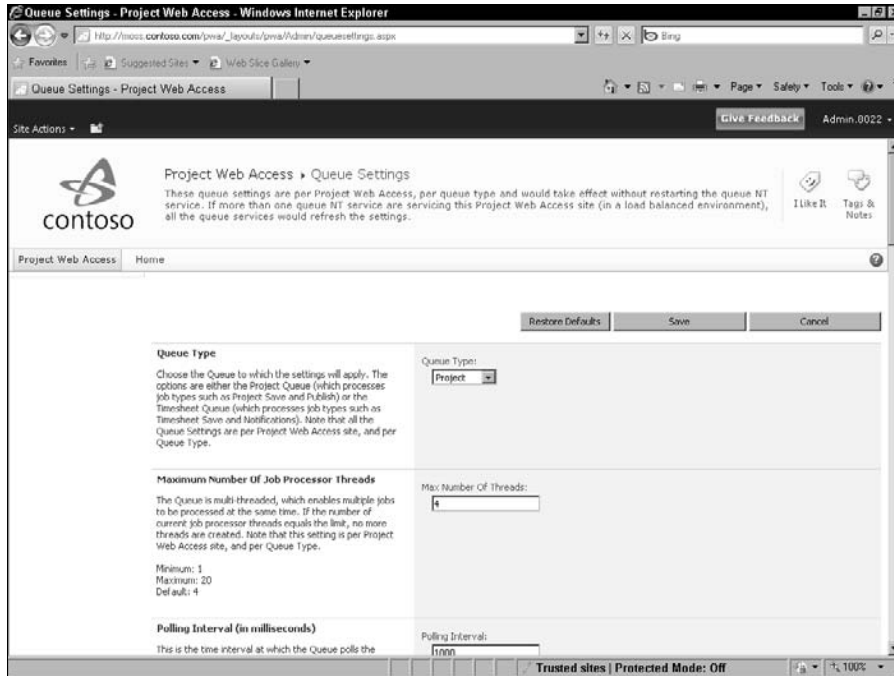 Queue Settings - Project Web Access - Windows Internet Explorer
http://moss.contoso.com/pwa/_layouts/pwa/Admin/queuesettings.aspx
Bing
Favorites Suggested Sites Web Slice Gallery
Queue Settings - Project Web Access
Page Safety Tools
Site Actions
Give Feedback
Admin.0022
contoso
Project Web Access Queue Settings
These queue settings are per Project Web Access, per queue type and would take effect without restarting the queue NT
service. If more than one queue NT service are servicing this Project Web Access site (in a load balanced environment),
all the queue services would refresh the settings.
I Like It
Tags &
Notes
Project Web Access Home
Restore Defaults Save Cancel
Queue Type
Choose the Queue to which the settings will apply. The
options are either the Project Queue (which processes
job types such as Project Save and Publish) or the
Timesheet Queue (which processes job types such as
Timesheet Save and Notifications). Note that all the
Queue Settings are per Project Web Access site, and per
Queue Type.
Queue Type:
Project
Maximum Number Of Job Processor Threads
The Queue is multi-threaded, which enables multiple jobs
to be processed at the same time. If the number of
current job processor threads equals the limit, no more
threads are created. Note that this setting is per Project
Web Access site, and per Queue Type.
Minimum: 1
Maximum: 20
Default: 4
Max Number Of Threads:
4
Polling Interval (in milliseconds)
This is the time interval at which the Queue polls the
Polling Interval:
1000
Trusted sites | Protected Mode: Off
100%